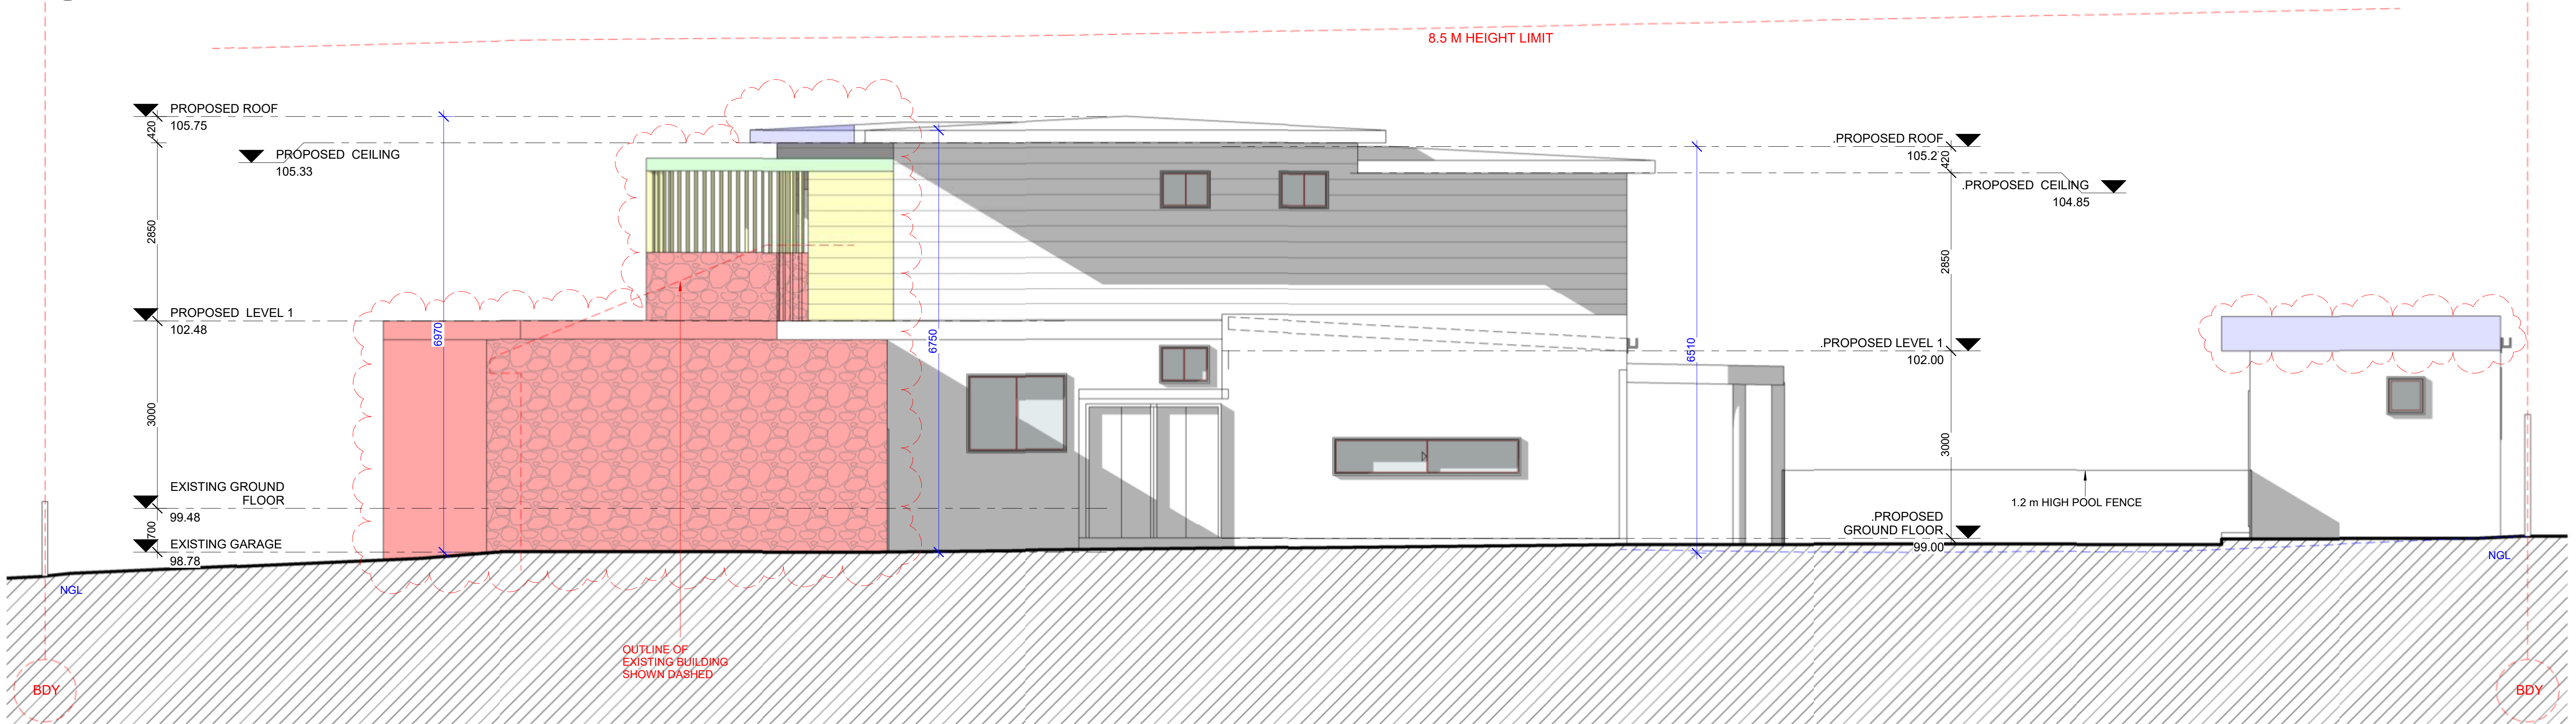 8.5 M HEIGHT LIMIT
PROPOSED ROOF
105.75
420
PROPOSED CEILING
105.33
2850
PROPOSED LEVEL 1
102.48
3000
EXISTING GROUND
FLOOR
99.48
700
EXISTING GARAGE
98.78
NGL
BDY
6970
6750
6510
OUTLINE OF
EXISTING BUILDING
SHOWN DASHED
.PROPOSED ROOF
105.2
420
.PROPOSED CEILING
104.85
2850
.PROPOSED LEVEL 1
102.00
3000
1.2 m HIGH POOL FENCE
.PROPOSED
GROUND FLOOR
99.00
NGL
BDY